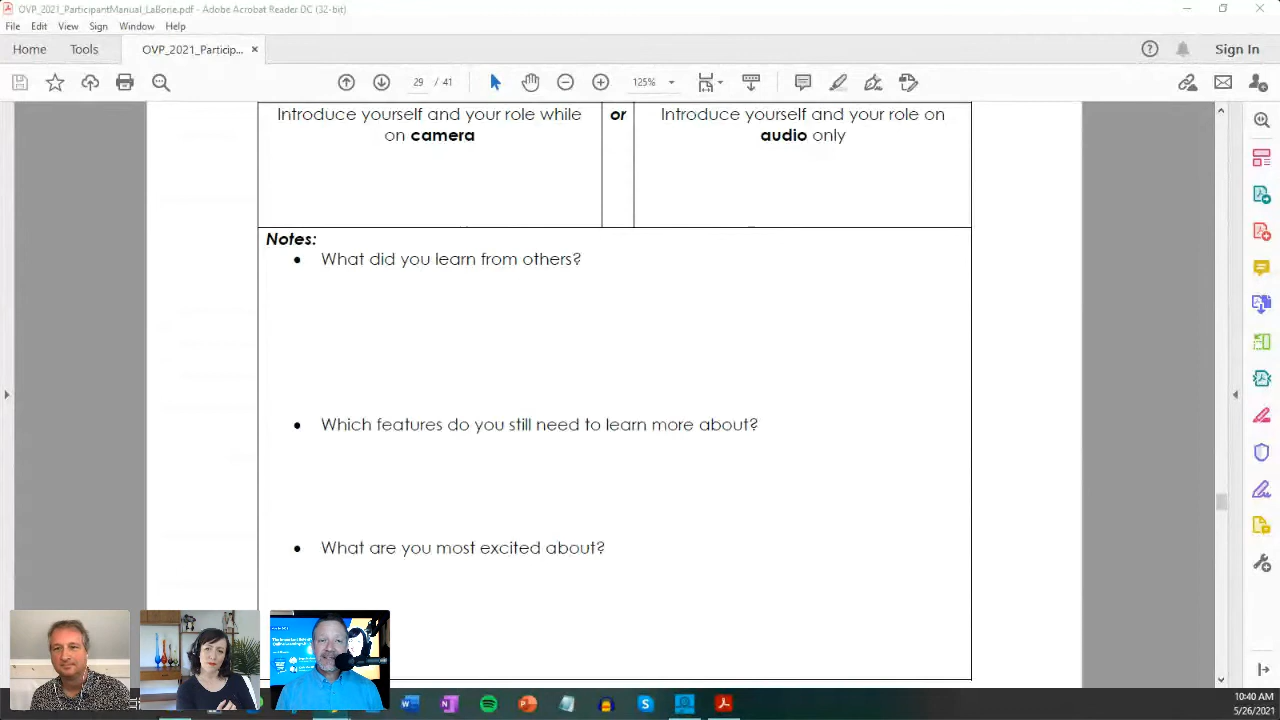 OVP_2021_ParticipantManual_LaBorie.pdf - Adobe Acrobat Reader DC (32-bit)
File Edit View Sign Window Help
Home Tools OVP_2021_Particip... × Sign In
29 / 41 125%
Introduce yourself and your role while on camera
or
Introduce yourself and your role on audio only
Notes:
• What did you learn from others?
• Which features do you still need to learn more about?
• What are you most excited about?
10:40 AM
5/26/2021